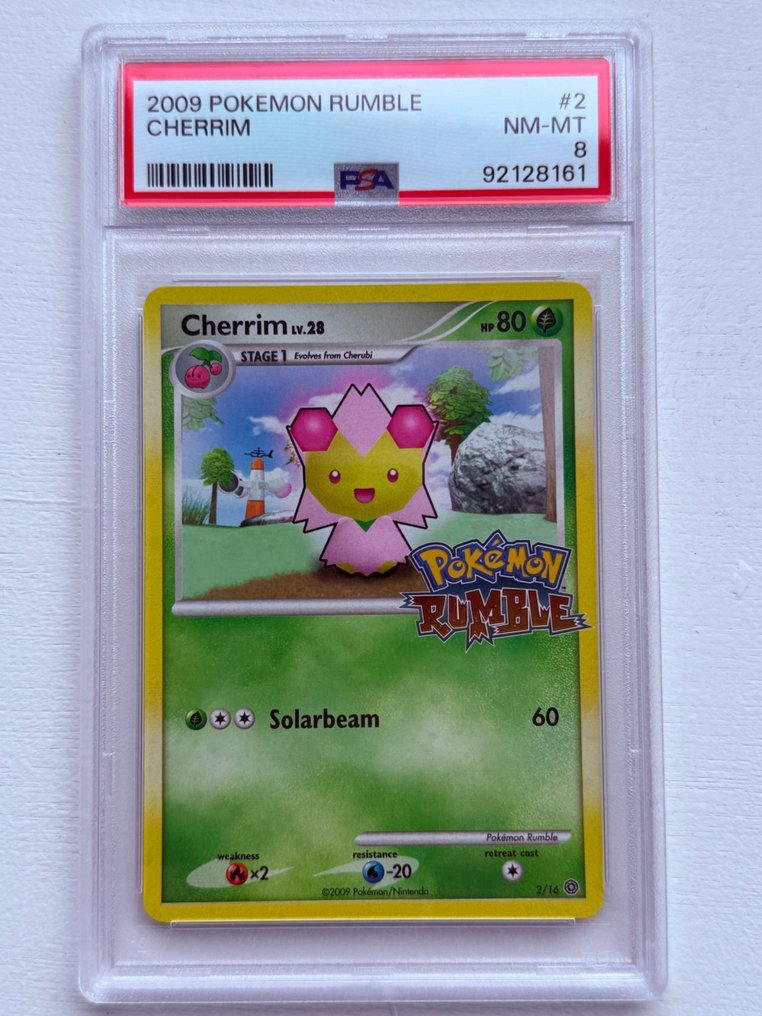 2009 POKEMON RUMBLE #2
CHERRIM NM-MT
8
PSA 92128161
Cherrim LV.28 HP 80
STAGE 1 Evolves from Cherubi
POKéMON
RUMBLE
Solarbeam 60
Pokémon Rumble
weakness resistance retreat cost
×2 -20
©2009 Pokémon/Nintendo 2/16